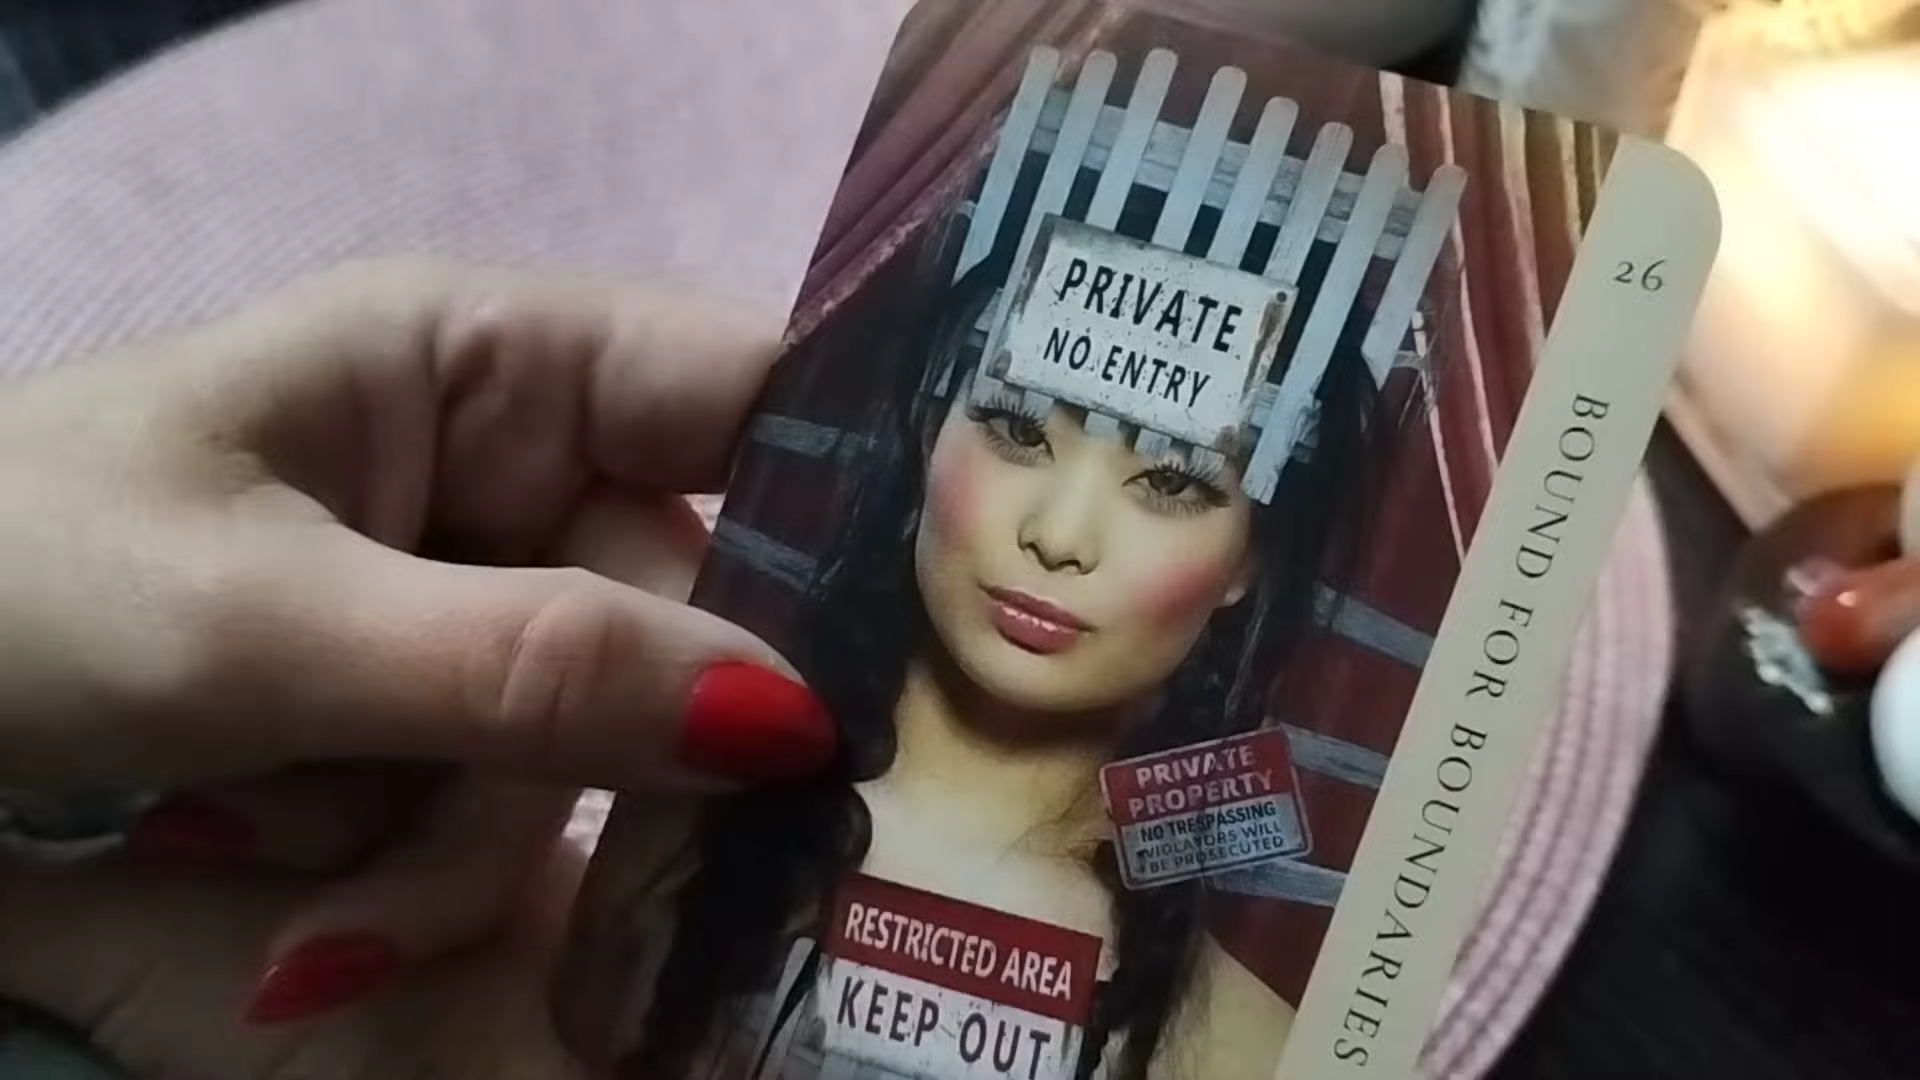 PRIVATE
NO ENTRY
26
BOUND FOR BOUNDARIES
PRIVATE
PROPERTY
NO TRESPASSING
VIOLATORS WILL
BE PROSECUTED
RESTRICTED AREA
KEEP OUT